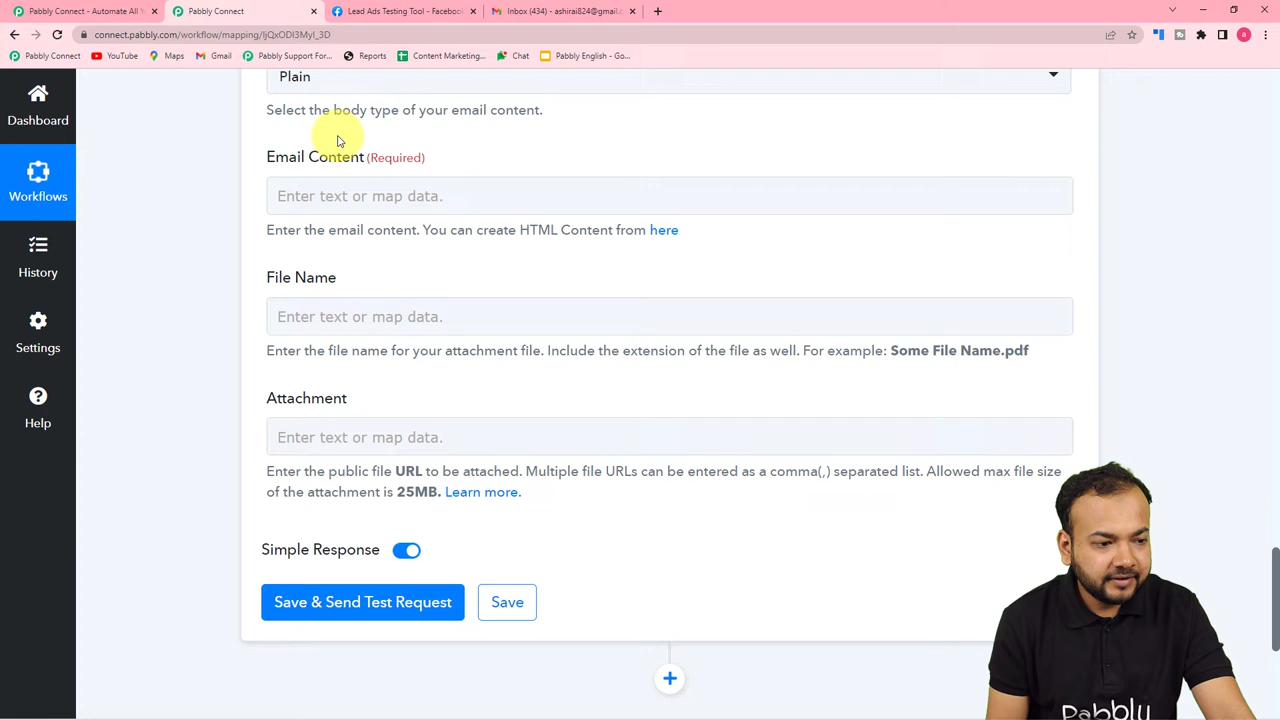 Pabbly Connect - Automate All Y
Pabbly Connect
Lead Ads Testing Tool - Faceboo
Inbox (434) - ashirai824@gmail.c
connect.pabbly.com/workflow/mapping/
Pabbly Connect
YouTube
Maps
Gmail
Pabbly Support For...
Reports
Content Marketing...
Chat
Pabbly English - Go...
a
Dashboard
Workflows
History
Settings
Help
Plain
Select the body type of your email content.
Email Content (Required)
Enter text or map data.
Enter the email content. You can create HTML Content from here
File Name
Enter text or map data.
Enter the file name for your attachment file. Include the extension of the file as well. For example: Some File Name.pdf
Attachment
Enter text or map data.
Enter the public file URL to be attached. Multiple file URLs can be entered as a comma(,) separated list. Allowed max file size
of the attachment is 25MB. Learn more.
Simple Response
Save & Send Test Request
Save
Pabbly